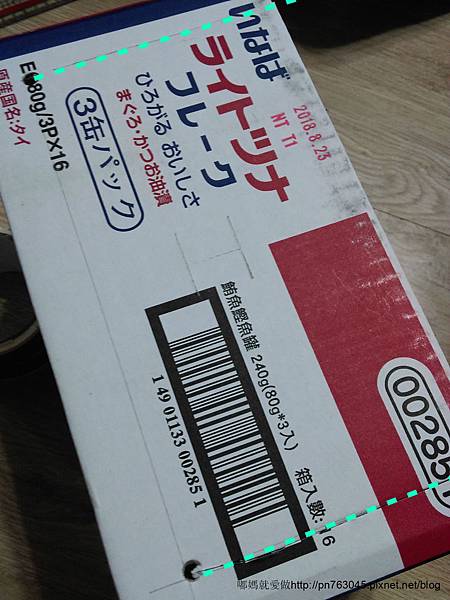 いなば
ライトツナ
フレーク
ひろがる おいしさ
まぐろ・かつお油漬
3缶パック
80g/3P×16
原産国名:タイ
2018.8.23
NT T1
鮪魚鰹魚罐 240g(80g*3入) 箱入數: 16
1 49 01133 00285 1
00285
嘟媽就愛做http://pn763045.pixnet.net/blog